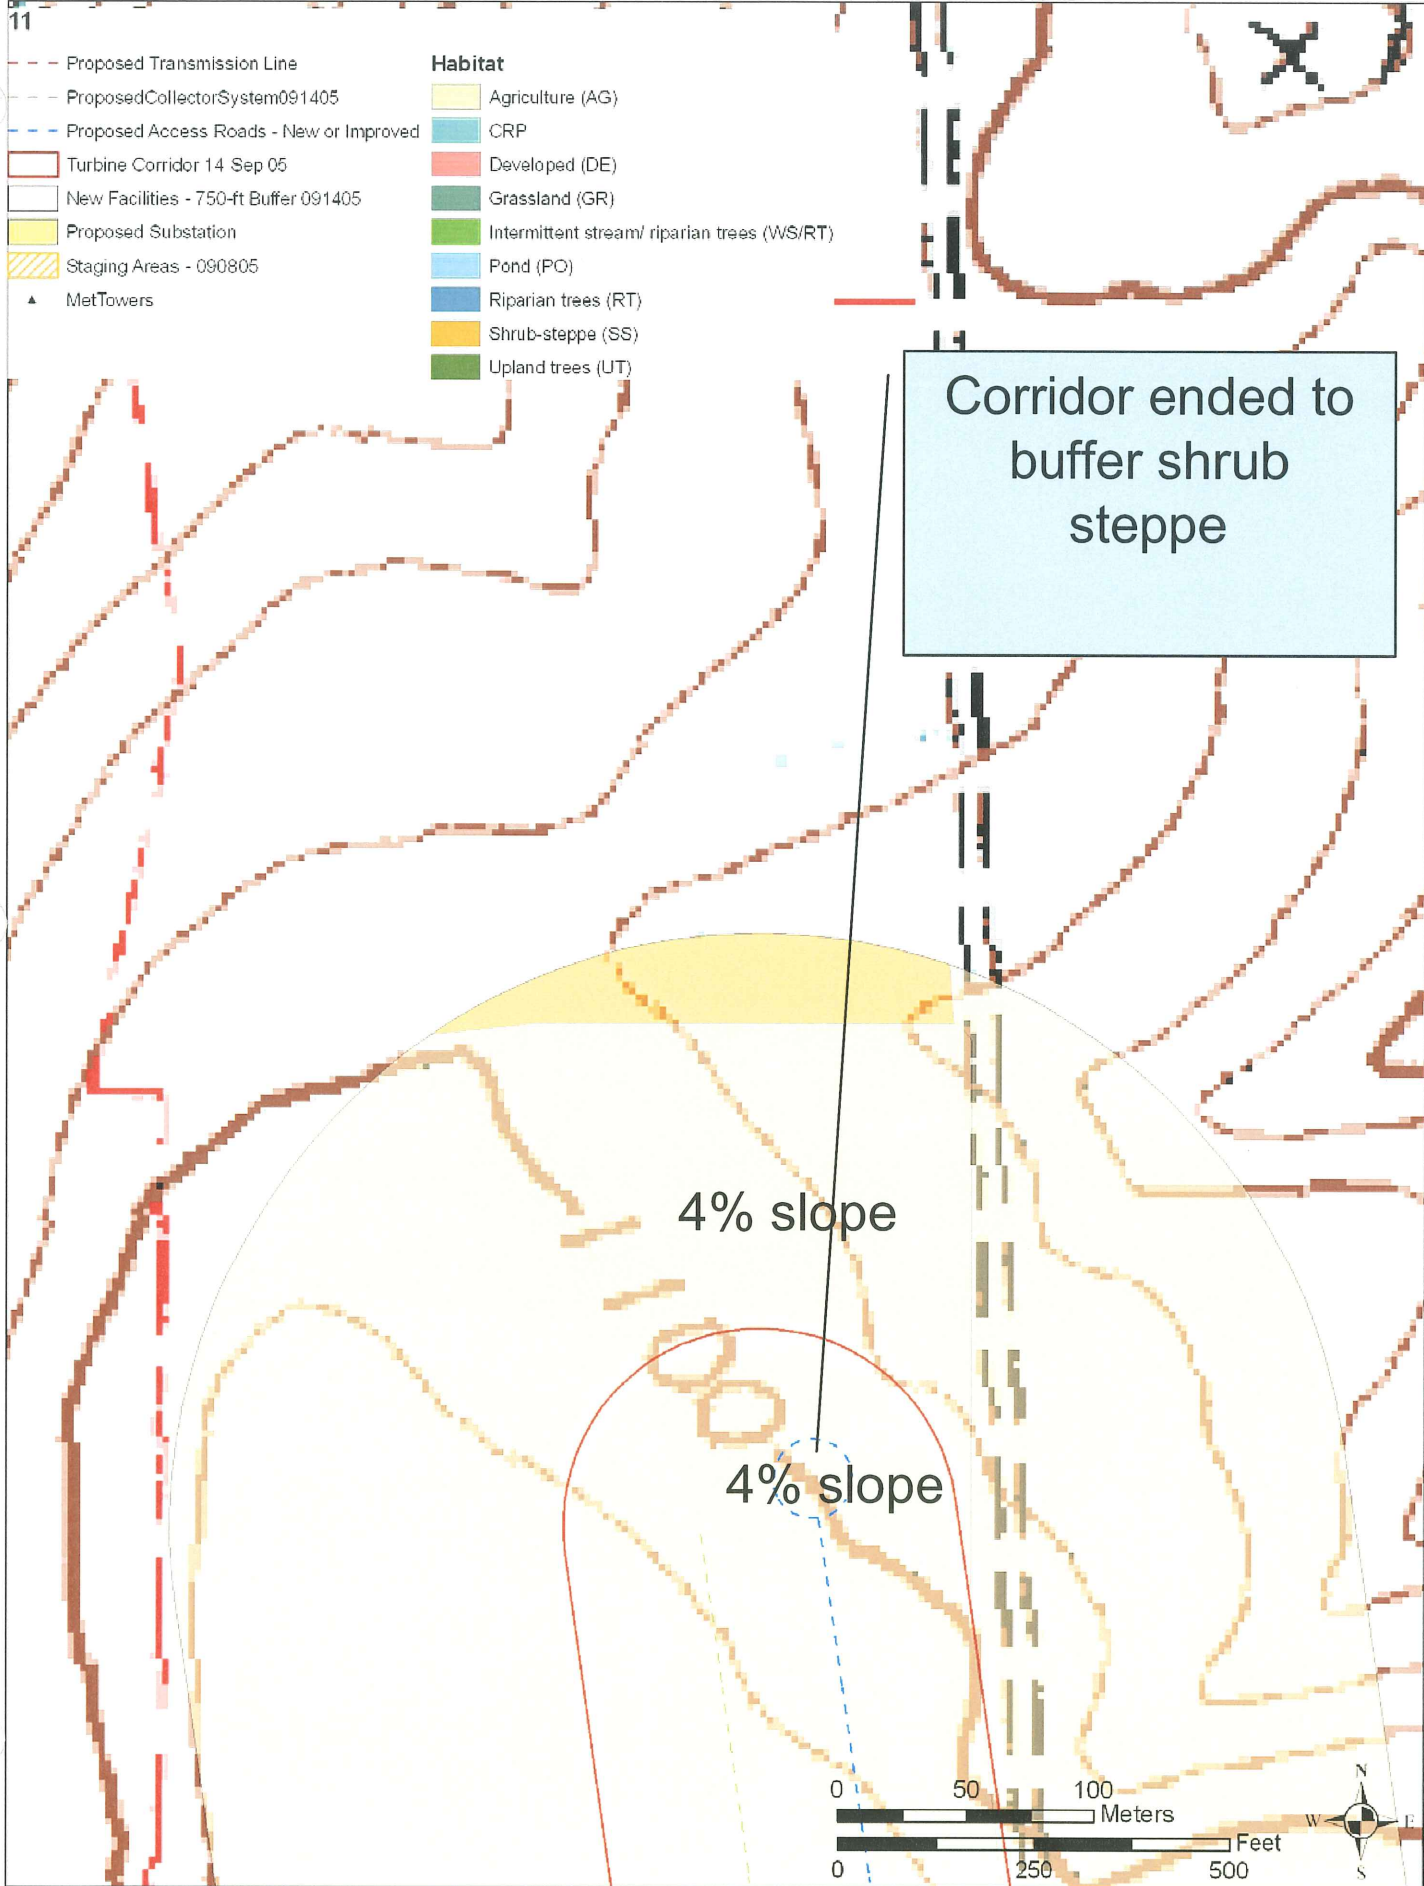 11
Proposed Transmission Line
ProposedCollectorSystem091405
Proposed Access Roads - New or Improved
Turbine Corridor 14 Sep 05
New Facilities - 750-ft Buffer 091405
Proposed Substation
Staging Areas - 090805
MetTowers
Habitat
Agriculture (AG)
CRP
Developed (DE)
Grassland (GR)
Intermittent stream/ riparian trees (WS/RT)
Pond (PO)
Riparian trees (RT)
Shrub-steppe (SS)
Upland trees (UT)
Corridor ended to
buffer shrub
steppe
4% slope
1100
4% slope
0 50 100
Meters
Feet
0 250 500
N
W E
S